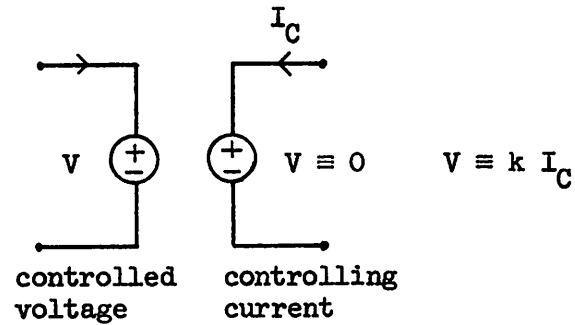 I_C
V + − + − V ≡ 0 V ≡ k I_C
controlled voltage
controlling current